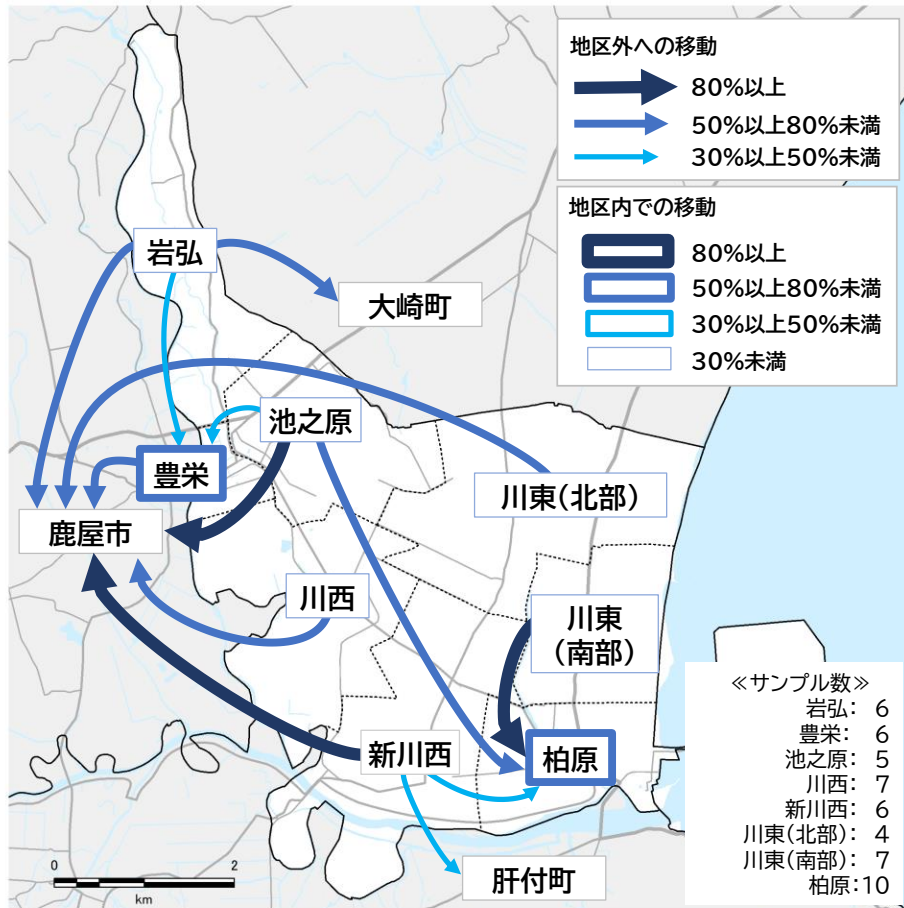 地区外への移動
80%以上
50%以上80%未満
30%以上50%未満
地区内での移動
80%以上
50%以上80%未満
30%以上50%未満
30%未満
岩弘
大崎町
池之原
豊栄
川東(北部)
鹿屋市
川西
川東
(南部)
新川西
柏原
肝付町
≪サンプル数≫
岩弘: 6
豊栄: 6
池之原: 5
川西: 7
新川西: 6
川東(北部): 4
川東(南部): 7
柏原:10
0 2
km